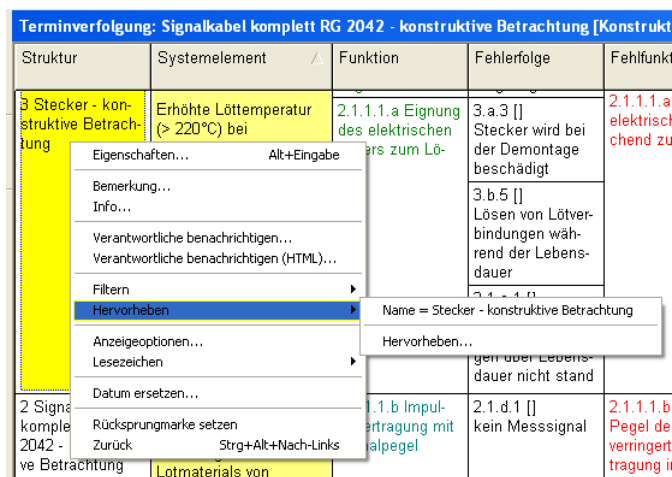 Terminverfolgung: Signalkabel komplett RG 2042 - konstruktive Betrachtung [Konstrukt
Struktur
Systemelement
Funktion
Fehlerfolge
Fehlfunkt
3 Stecker - kon-
struktive Betrach-
tung
Erhöhte Löttemperatur
(> 220°C) bei
2.1.1.1.a Eignung
des elektrischen
ers zum Lö-
3.a.3 []
Stecker wird bei
der Demontage
beschädigt
3.b.5 []
Lösen von Lötver-
bindungen wäh-
rend der Lebens-
dauer
2.1.1.1.a
elektrisch
chend zu
Eigenschaften... Alt+Eingabe
Bemerkung...
Info...
Verantwortliche benachrichtigen...
Verantwortliche benachrichtigen (HTML)...
Filtern
Hervorheben
Anzeigeoptionen...
Lesezeichen
Datum ersetzen...
Rücksprungmarke setzen
Zurück Strg+Alt+Nach-Links
Name = Stecker - konstruktive Betrachtung
Hervorheben...
gen über Lebens-
dauer nicht stand
2 Signa
komple
2042 -
ve Betrachtung
Lotmaterials von
.1.b Impul-
ertragung mit
nalpegel
2.1.d.1 []
kein Messsignal
2.1.1.1.b
Pegel de
verringert
tragung i